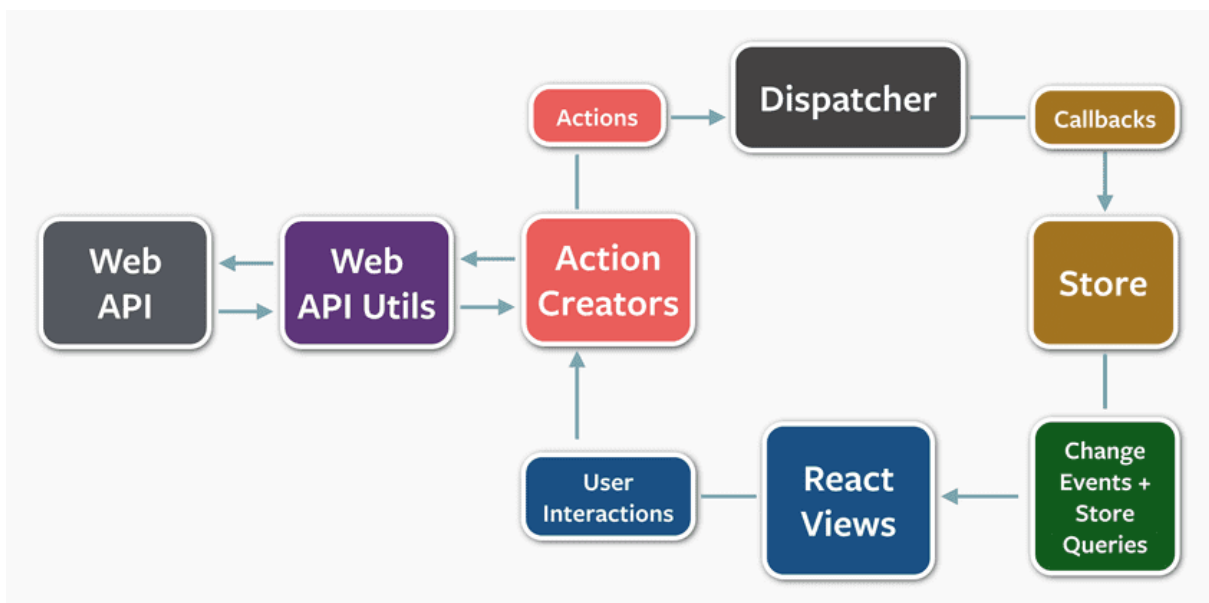 Dispatcher
Actions
Callbacks
Web
API
Web
API Utils
Action
Creators
Store
User
Interactions
React
Views
Change
Events +
Store
Queries